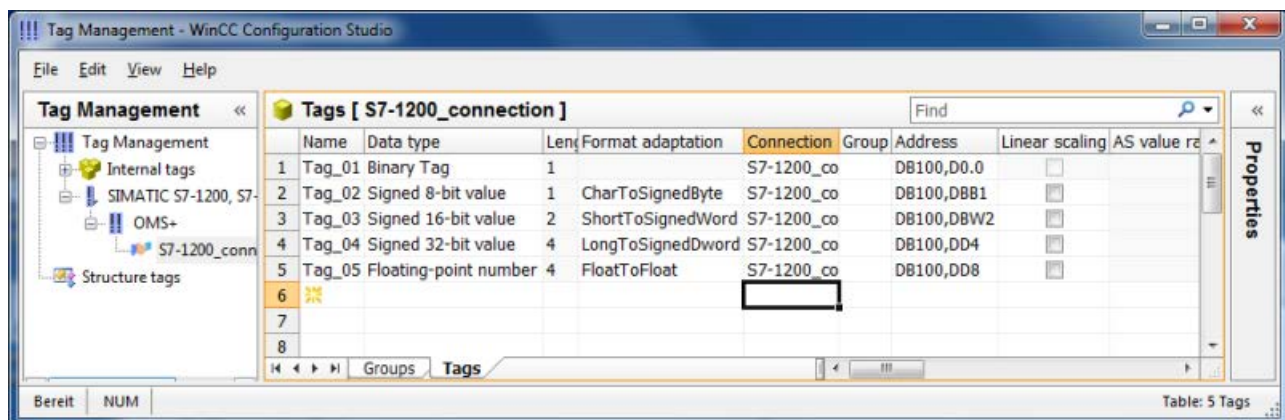 Tag Management - WinCC Configuration Studio
File Edit View Help
Tag Management «
Tags [ S7-1200_connection ]
Find
«
Tag Management
Internal tags
SIMATIC S7-1200, S7-
OMS+
S7-1200_conn
Structure tags
Name Data type Leng Format adaptation Connection Group Address Linear scaling AS value ra
1 Tag_01 Binary Tag 1 S7-1200_co DB100,D0.0
2 Tag_02 Signed 8-bit value 1 CharToSignedByte S7-1200_co DB100,DBB1
3 Tag_03 Signed 16-bit value 2 ShortToSignedWord S7-1200_co DB100,DBW2
4 Tag_04 Signed 32-bit value 4 LongToSignedDword S7-1200_co DB100,DD4
5 Tag_05 Floating-point number 4 FloatToFloat S7-1200_co DB100,DD8
6
7
8
Groups Tags
Properties
Bereit NUM Table: 5 Tags